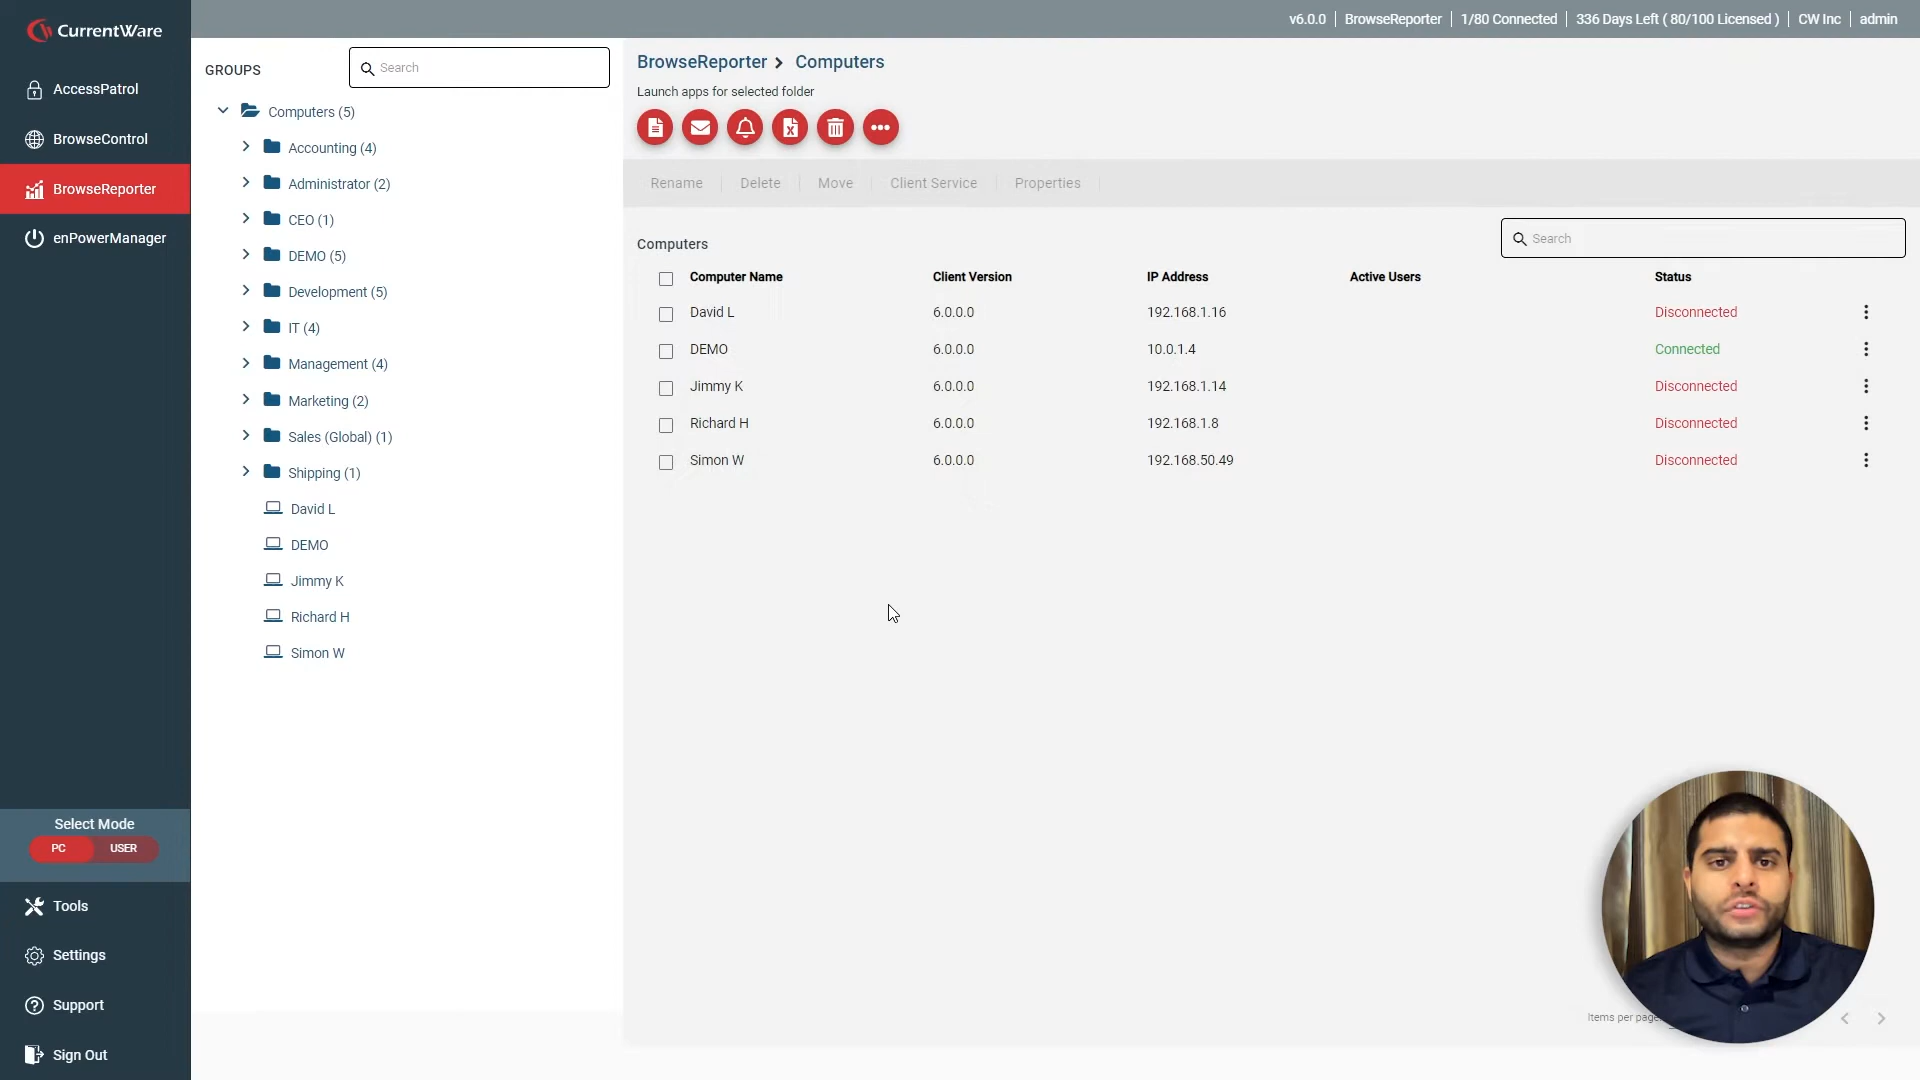 CurrentWare
v6.0.0 | BrowseReporter | 1/80 Connected | 336 Days Left ( 80/100 Licensed ) | CW Inc | admin
AccessPatrol
BrowseControl
BrowseReporter
enPowerManager
Select Mode
PC USER
Tools
Settings
Support
Sign Out
GROUPS
Search
Computers (5)
Accounting (4)
Administrator (2)
CEO (1)
DEMO (5)
Development (5)
IT (4)
Management (4)
Marketing (2)
Sales (Global) (1)
Shipping (1)
David L
DEMO
Jimmy K
Richard H
Simon W
BrowseReporter > Computers
Launch apps for selected folder
Rename Delete Move Client Service Properties
Computers
Search
Computer Name Client Version IP Address Active Users Status
David L 6.0.0.0 192.168.1.16 Disconnected
DEMO 6.0.0.0 10.0.1.4 Connected
Jimmy K 6.0.0.0 192.168.1.14 Disconnected
Richard H 6.0.0.0 192.168.1.8 Disconnected
Simon W 6.0.0.0 192.168.50.49 Disconnected
Items per page